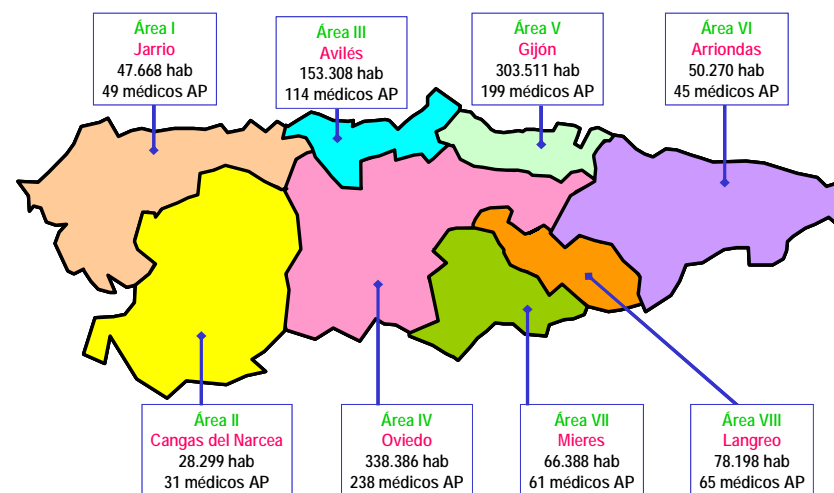 Área I
Jarrio
47.668 hab
49 médicos AP
Área III
Avilés
153.308 hab
114 médicos AP
Área V
Gijón
303.511 hab
199 médicos AP
Área VI
Arriondas
50.270 hab
45 médicos AP
Área II
Cangas del Narcea
28.299 hab
31 médicos AP
Área IV
Oviedo
338.386 hab
238 médicos AP
Área VII
Mieres
66.388 hab
61 médicos AP
Área VIII
Langreo
78.198 hab
65 médicos AP